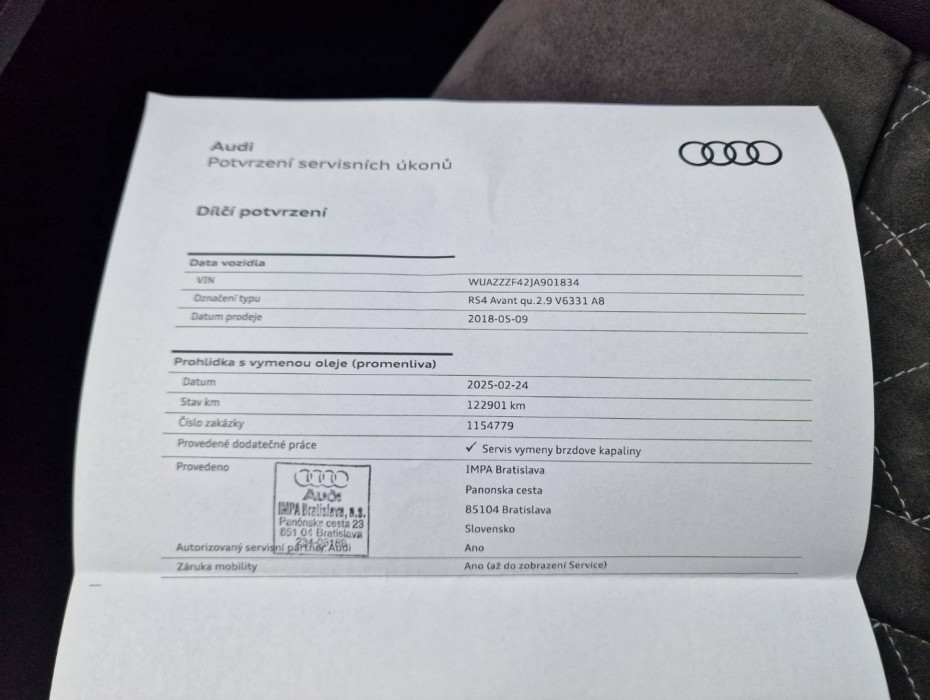 Audi
Potvrzení servisních úkonů
Dílčí potvrzení
Data vozidla
VIN WUAZZZF42JA901834
Označení typu RS4 Avant qu.2.9 V6331 A8
Datum prodeje 2018-05-09
Prohlidka s vymenou oleje (promenliva)
Datum 2025-02-24
Stav km 122901 km
Číslo zakázky 1154779
Provedené dodatečné práce ✓ Servis vymeny brzdove kapaliny
Provedeno IMPA Bratislava
Panonska cesta
85104 Bratislava
Slovensko
Audi
IMPA Bratislava, a.s.
Panónska cesta 23
851 04 Bratislava
Autorizovaný servisní partner Audi Ano
Záruka mobility Ano (až do zobrazení Service)